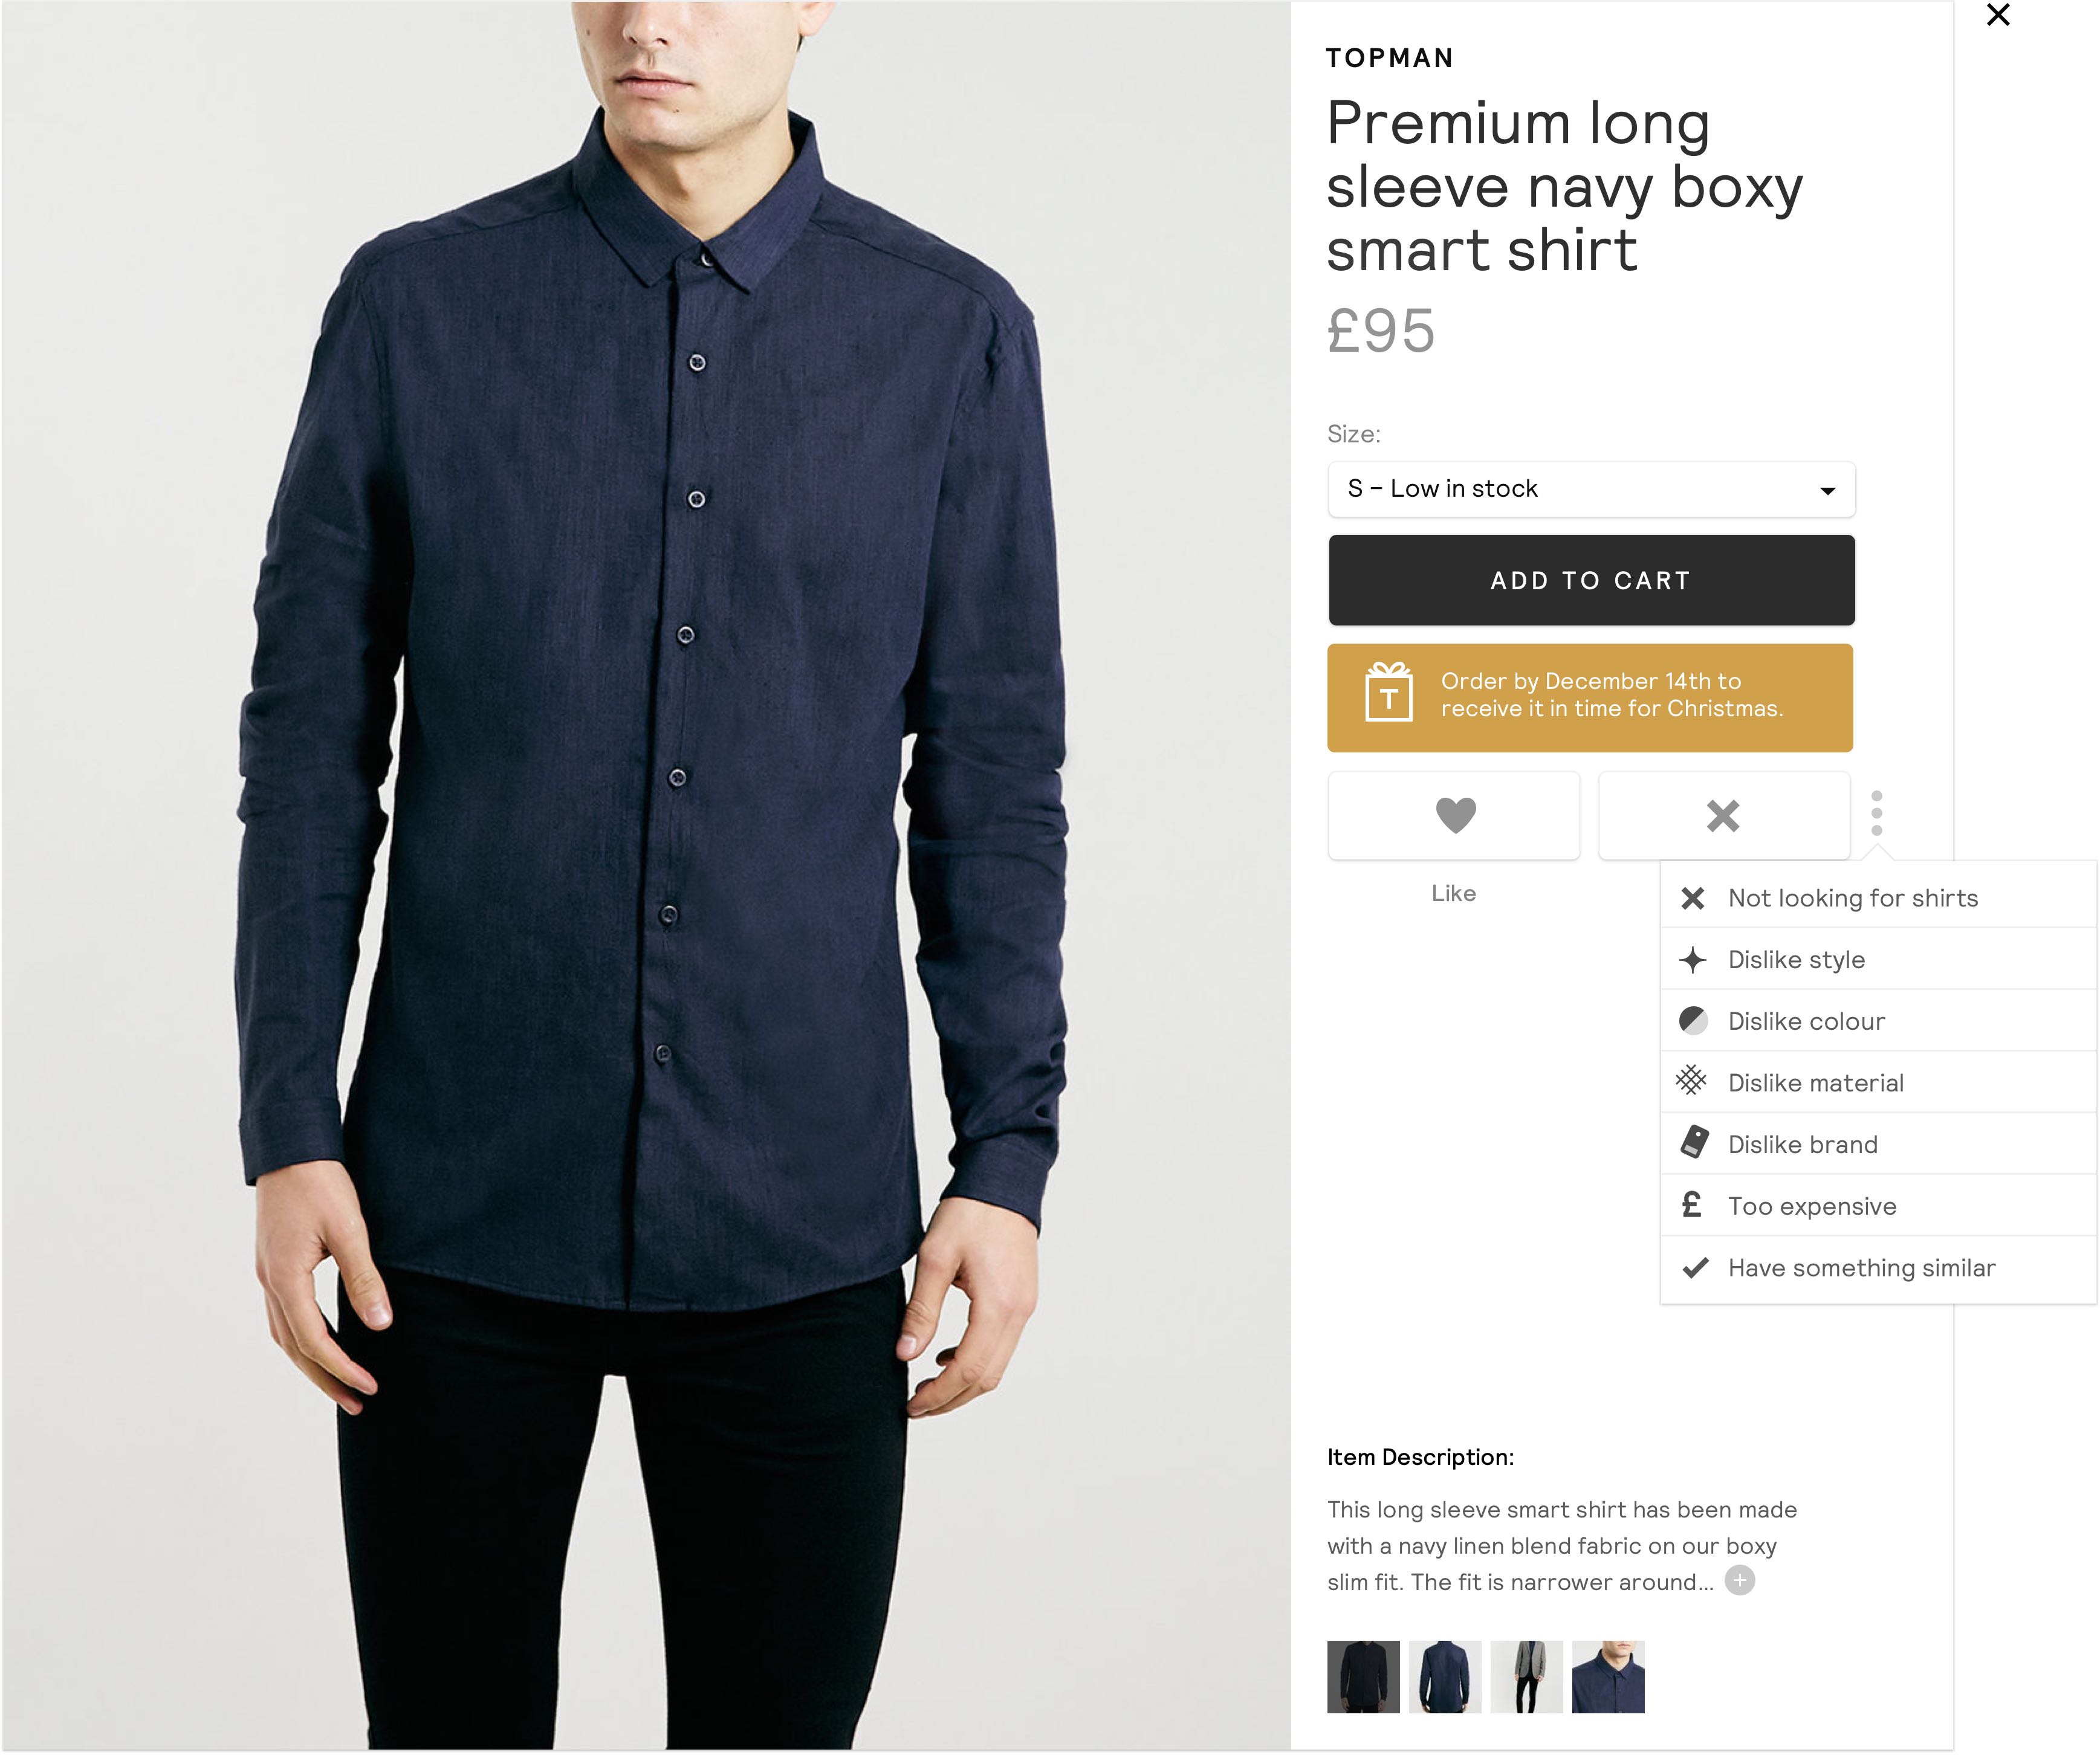 TOPMAN
Premium long
sleeve navy boxy
smart shirt
£95
Size:
S – Low in stock
ADD TO CART
T
Order by December 14th to
receive it in time for Christmas.
Like
Not looking for shirts
Dislike style
Dislike colour
Dislike material
Dislike brand
£ Too expensive
Have something similar
Item Description:
This long sleeve smart shirt has been made
with a navy linen blend fabric on our boxy
slim fit. The fit is narrower around...